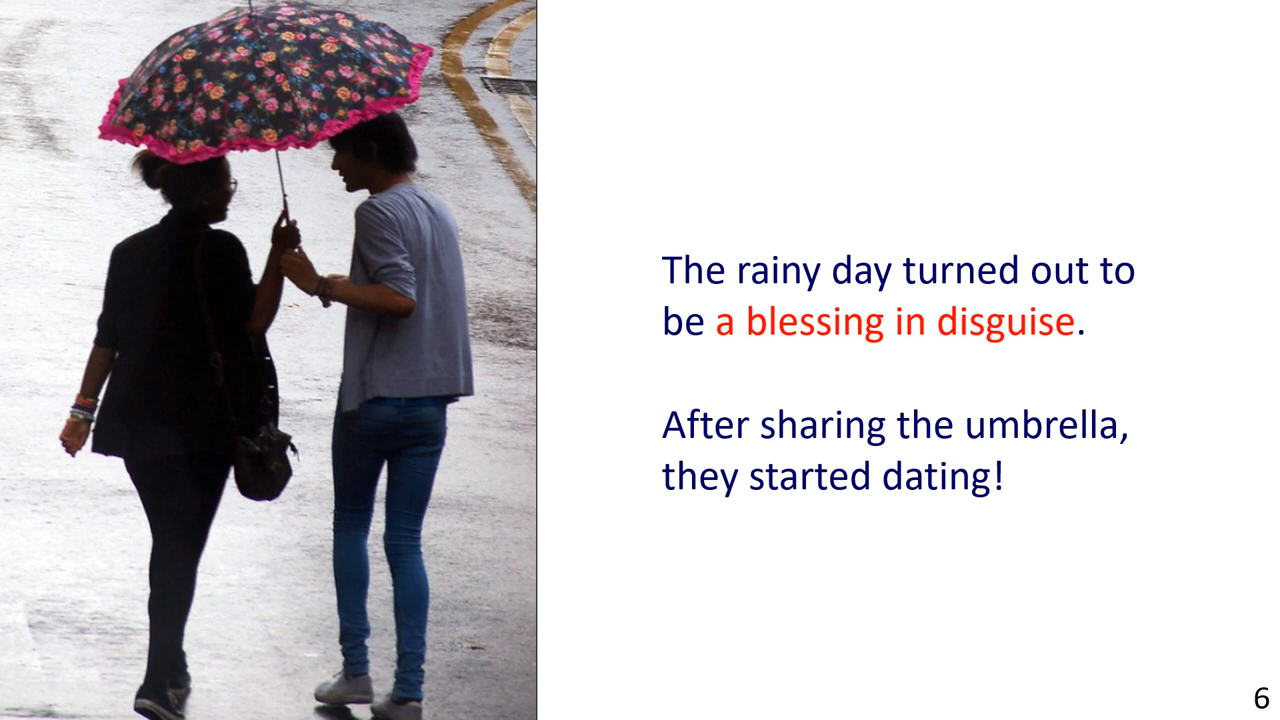 The rainy day turned out to
be a blessing in disguise.
After sharing the umbrella,
they started dating!
6